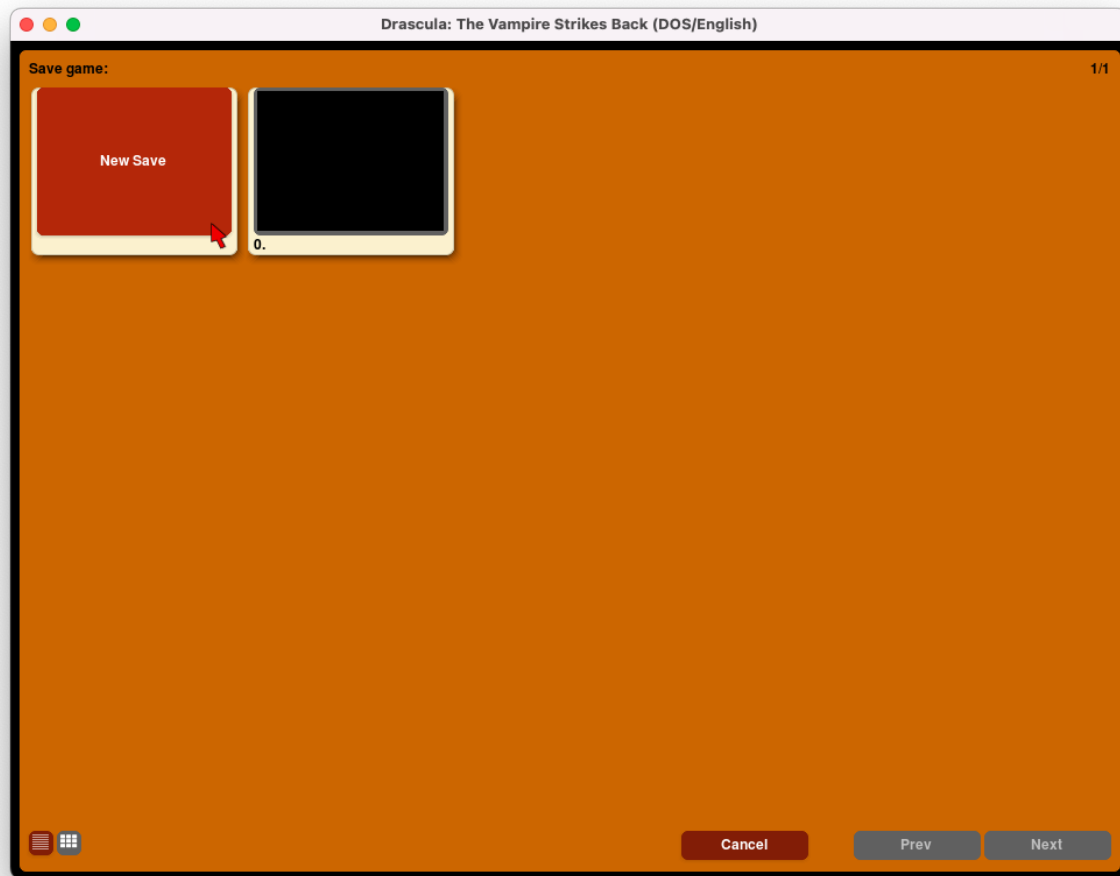 Drascula: The Vampire Strikes Back (DOS/English)
Save game:
1/1
New Save
0.
Cancel
Prev
Next